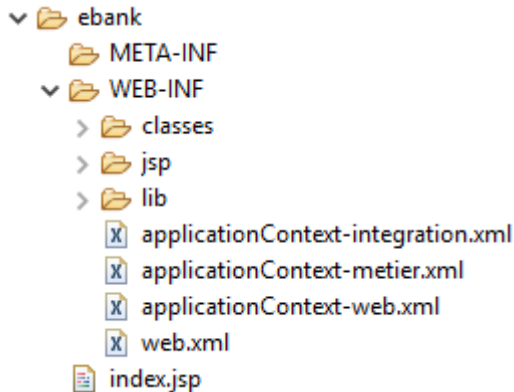 ebank
META-INF
WEB-INF
classes
jsp
lib
applicationContext-integration.xml
applicationContext-metier.xml
applicationContext-web.xml
web.xml
index.jsp